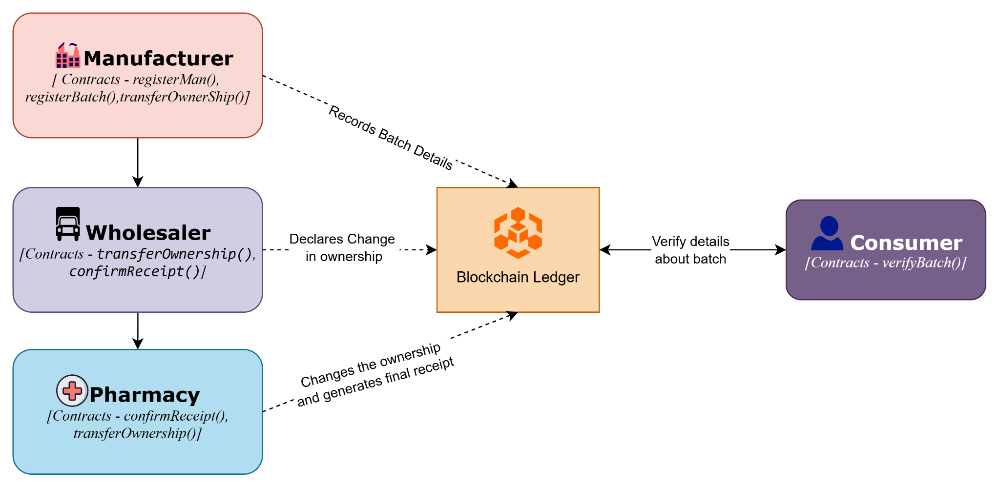 Manufacturer
[ Contracts - registerMan(),
registerBatch(),transferOwnerShip()]
Records Batch Details
Wholesaler
[Contracts - transferOwnership(),
confirmReceipt()]
Declares Change
in ownership
Blockchain Ledger
Verify details
about batch
Consumer
[Contracts - verifyBatch()]
Pharmacy
[Contracts - confirmReceipt(),
transferOwnership()]
Changes the ownership
and generates final receipt